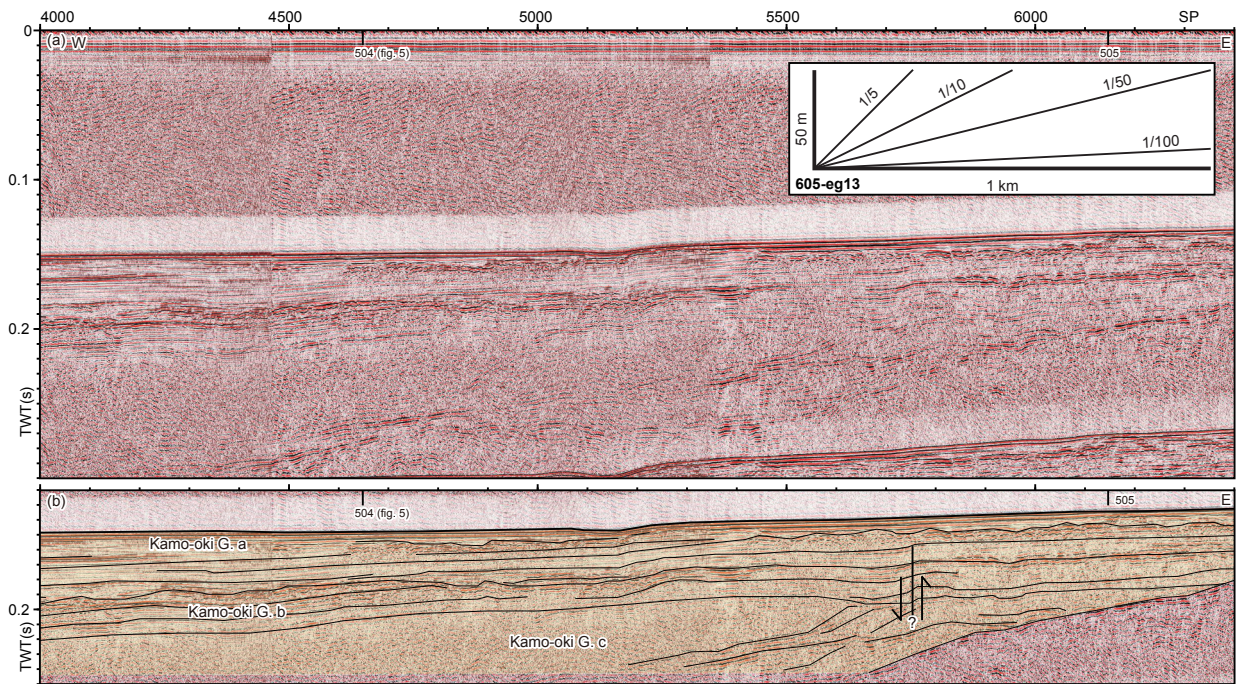 4000 4500 5000 5500 6000 SP
0
(a) W
504 (fig. 5)
505
E
50 m
1/5
1/10
1/50
1/100
605-eg13
1 km
0.1
0.2
TWT(s)
(b)
504 (fig. 5)
505
E
Kamo-oki G. a
Kamo-oki G. b
Kamo-oki G. c
?
0.2
TWT(s)